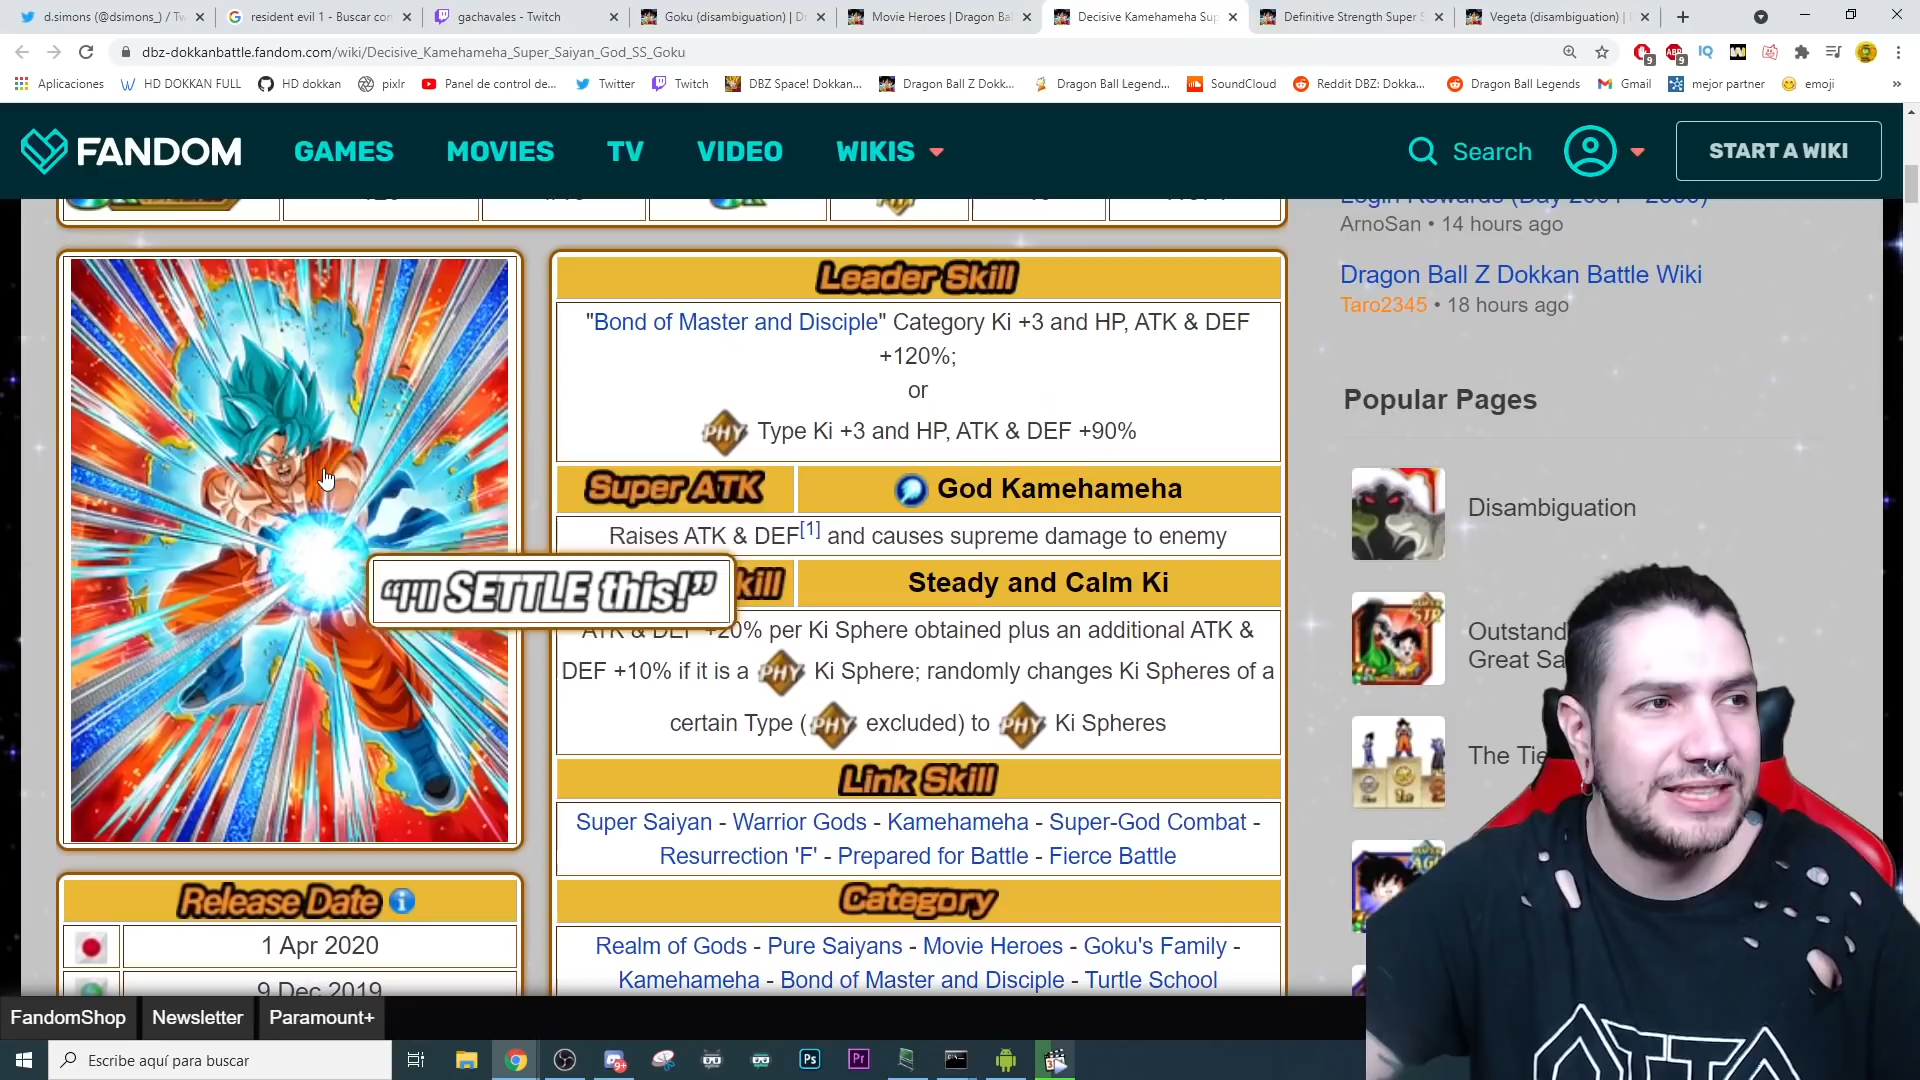 d.simons (@dsimons_) / Tw
resident evil 1 - Buscar con
gachavales - Twitch
Goku (disambiguation) | Dr
Movie Heroes | Dragon Ba
Decisive Kamehameha Sup
Definitive Strength Super S
Vegeta (disambiguation) |
dbz-dokkanbattle.fandom.com/wiki/Decisive_Kamehameha_Super_Saiyan_God_SS_Goku
Aplicaciones
HD DOKKAN FULL
HD dokkan
pixlr
Panel de control de...
Twitter
Twitch
DBZ Space! Dokkan...
Dragon Ball Z Dokk...
Dragon Ball Legend...
SoundCloud
Reddit DBZ: Dokka...
Dragon Ball Legends
Gmail
mejor partner
emoji
FANDOM
GAMES
MOVIES
TV
VIDEO
WIKIS
Search
START A WIKI
ArnoSan • 14 hours ago
Dragon Ball Z Dokkan Battle Wiki
Taro2345 • 18 hours ago
Popular Pages
Disambiguation
Outstand
Great Sa
The Tie
Leader Skill
"Bond of Master and Disciple" Category Ki +3 and HP, ATK & DEF
+120%;
or
PHY Type Ki +3 and HP, ATK & DEF +90%
Super ATK
God Kamehameha
Raises ATK & DEF[1] and causes supreme damage to enemy
"I'll SETTLE this!"
kill
Steady and Calm Ki
ATK & DEF +20% per Ki Sphere obtained plus an additional ATK &
DEF +10% if it is a PHY Ki Sphere; randomly changes Ki Spheres of a
certain Type (PHY excluded) to PHY Ki Spheres
Link Skill
Super Saiyan - Warrior Gods - Kamehameha - Super-God Combat -
Resurrection 'F' - Prepared for Battle - Fierce Battle
Category
Realm of Gods - Pure Saiyans - Movie Heroes - Goku's Family -
Kamehameha - Bond of Master and Disciple - Turtle School
Release Date
1 Apr 2020
9 Dec 2019
FandomShop
Newsletter
Paramount+
Escribe aquí para buscar